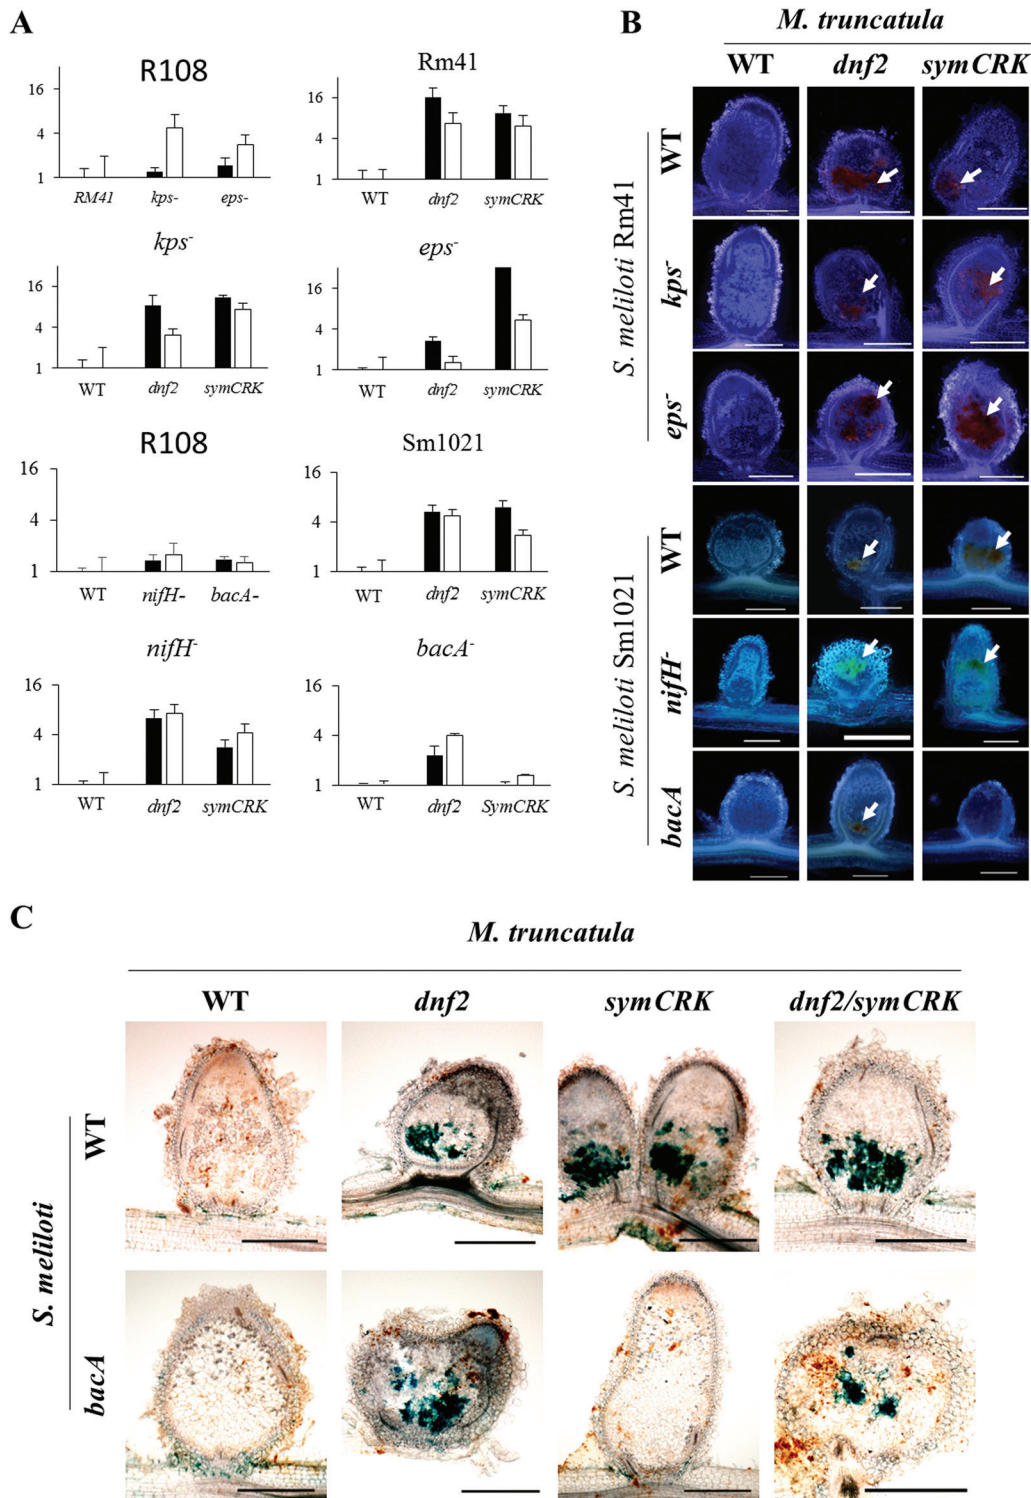 A
R108
16
4
1
RM41 kps- eps-
Rm41
16
4
1
WT dnf2 symCRK
kps-
16
4
1
WT dnf2 symCRK
eps-
16
4
1
WT dnf2 symCRK
R108
16
4
1
WT nifH- bacA-
Sm1021
16
4
1
WT dnf2 symCRK
nifH-
16
4
1
WT dnf2 symCRK
bacA-
16
4
1
WT dnf2 SymCRK
B
M. truncatula
WT dnf2 symCRK
S. meliloti Rm41
WT
kps-
eps-
S. meliloti Sm1021
WT
nifH-
bacA
C
M. truncatula
WT dnf2 symCRK dnf2/symCRK
S. meliloti
WT
bacA